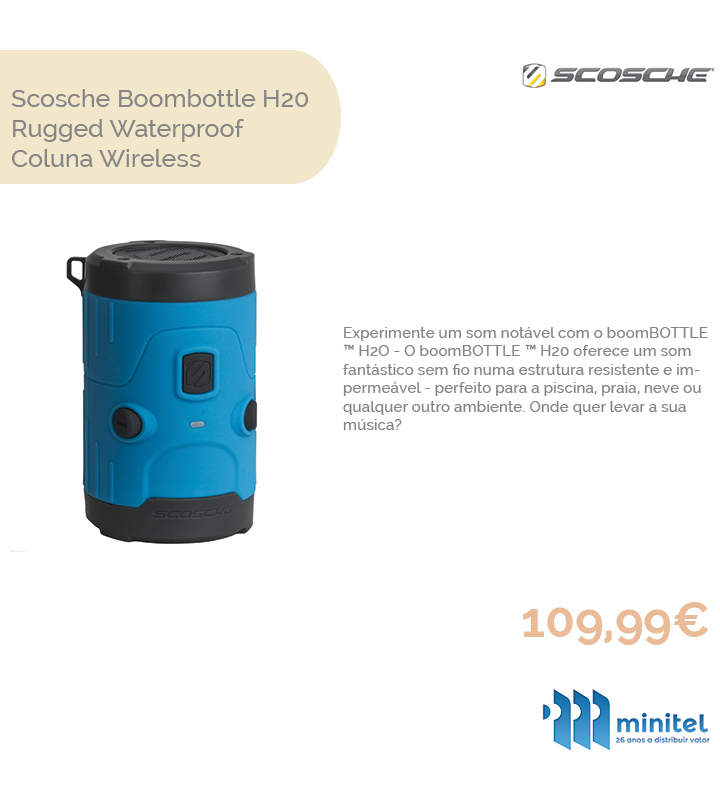 SCOSCHE
Scosche Boombottle H20
Rugged Waterproof
Coluna Wireless
Experimente um som notável com o boomBOTTLE
™ H2O - O boomBOTTLE ™ H20 oferece um som
fantástico sem fio numa estrutura resistente e im-
permeável - perfeito para a piscina, praia, neve ou
qualquer outro ambiente. Onde quer levar a sua
música?
SCOSCHE
109,99€
minitel
26 anos a distribuir valor